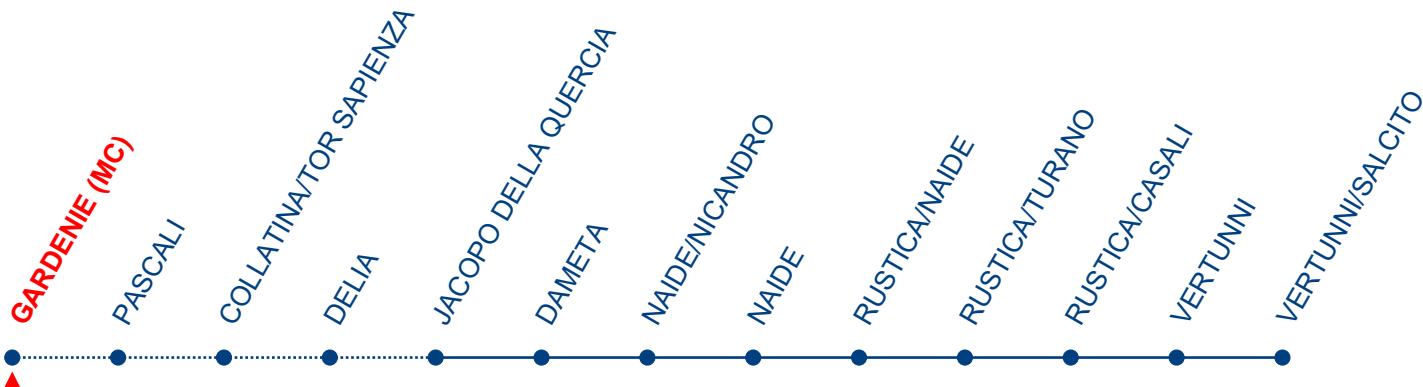 GARDENIE (MC)
PASCALI
COLLATINA/TOR SAPIENZA
DELIA
JACOPO DELLA QUERCIA
DAMETA
NAIDE/NICANDRO
NAIDE
RUSTICA/NAIDE
RUSTICA/TURANO
RUSTICA/CASALI
VERTUNNI
VERTUNNI/SALCITO